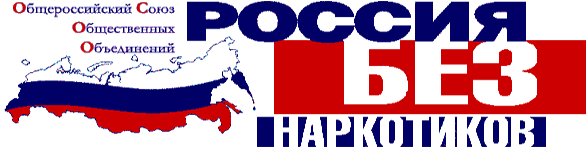 Общероссийский Союз
Общественных
Объединений
РОССИЯ
БЕЗ
НАРКОТИКОВ